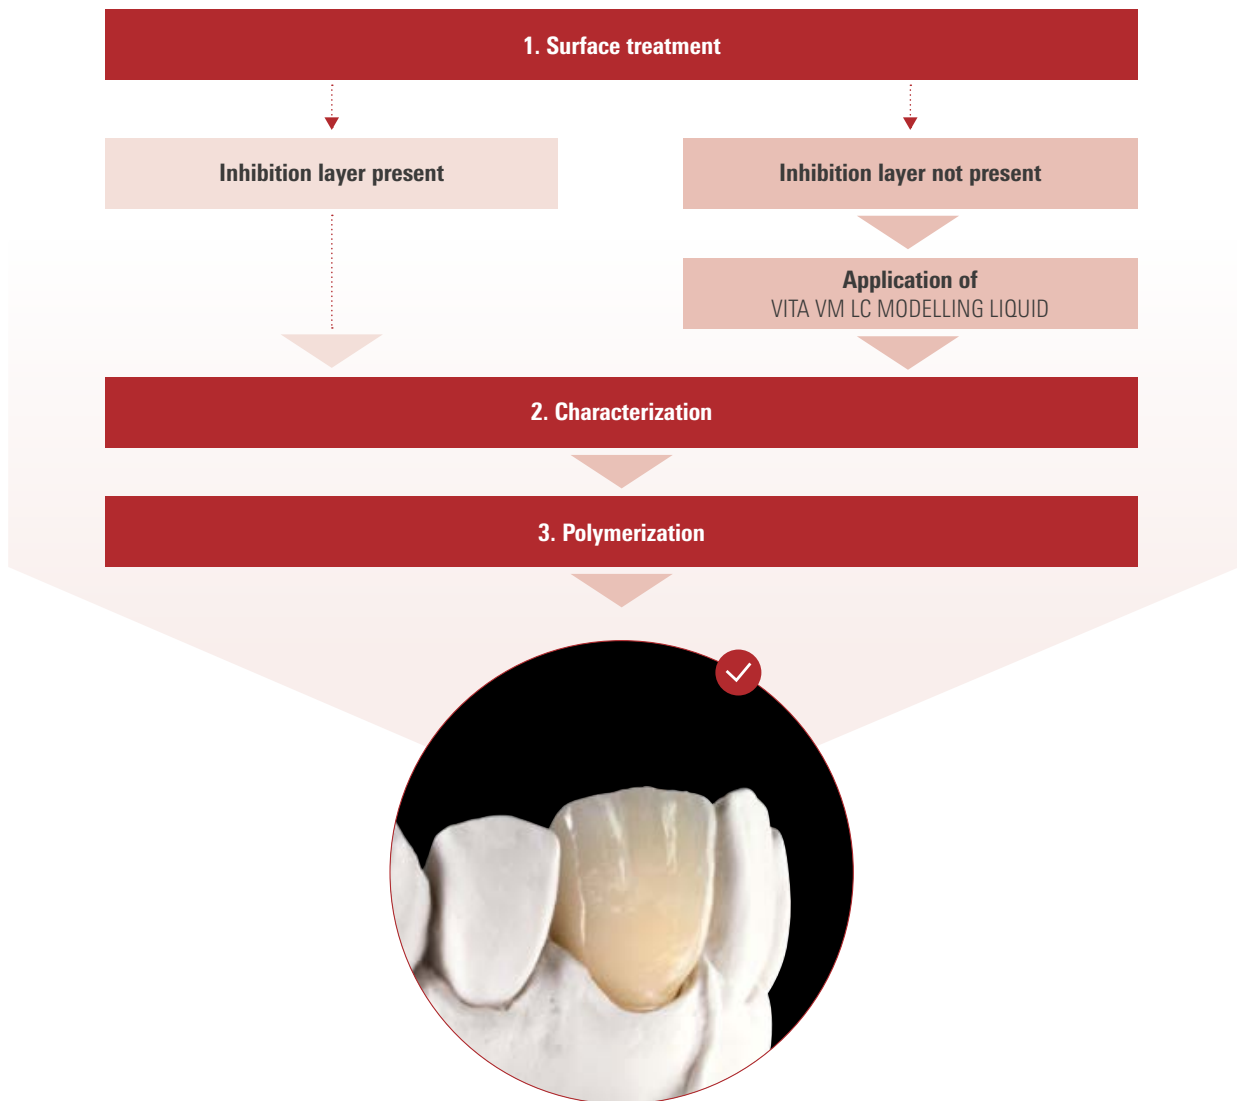 1. Surface treatment
Inhibition layer present
Inhibition layer not present
Application of
VITA VM LC MODELLING LIQUID
2. Characterization
3. Polymerization